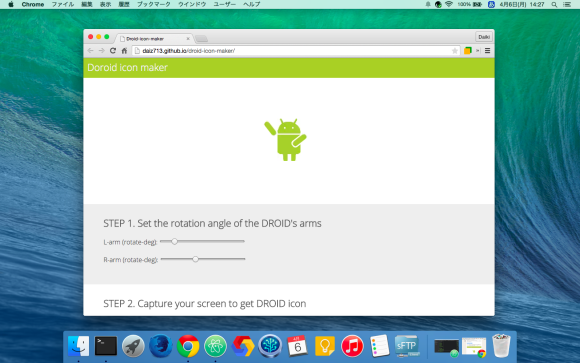 Chrome ファイル 編集 表示 履歴 ブックマーク ウインドウ ユーザー ヘルプ 100% 4月6日(月) 14:27
Droid-icon-maker
Daiki
daiz713.github.io/droid-icon-maker/
Doroid icon maker
STEP 1. Set the rotation angle of the DROID's arms
L-arm (rotate-deg):
R-arm (rotate-deg):
STEP 2. Capture your screen to get DROID icon
6
sFTP